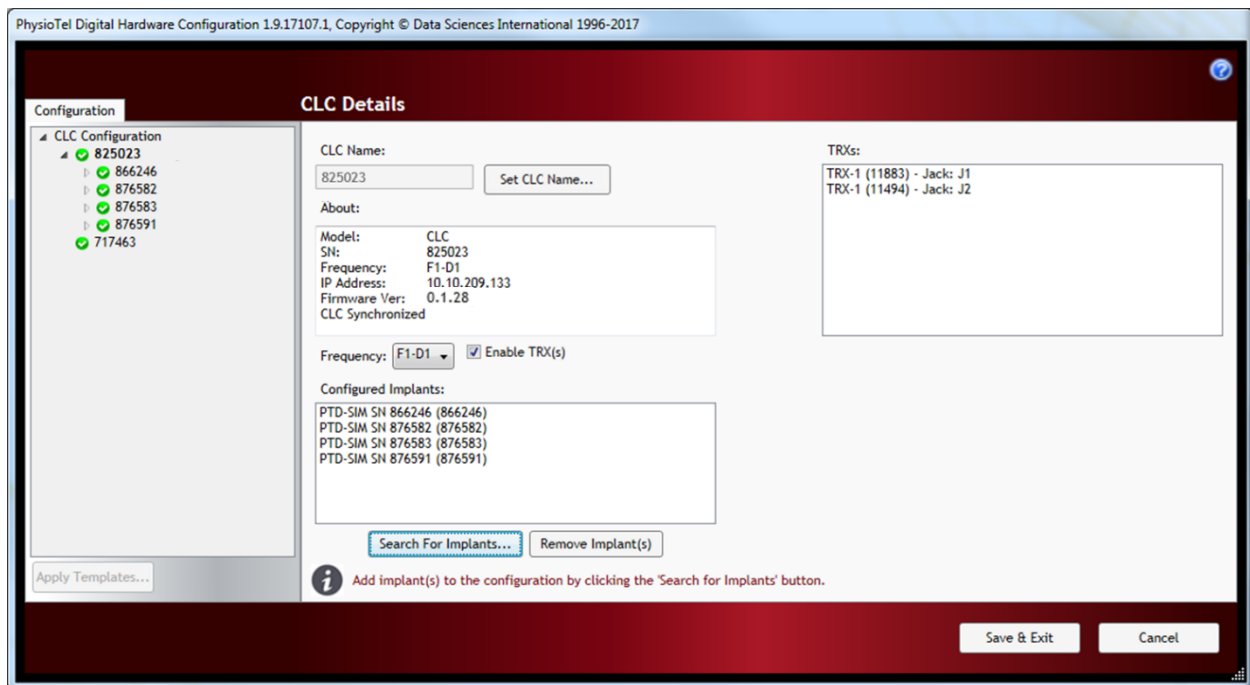 PhysioTel Digital Hardware Configuration 1.9.17107.1, Copyright © Data Sciences International 1996-2017
?
Configuration
CLC Details
CLC Configuration
825023
866246
876582
876583
876591
717463
Apply Templates...
CLC Name:
825023
Set CLC Name...
About:
Model: CLC
SN: 825023
Frequency: F1-D1
IP Address: 10.10.209.133
Firmware Ver: 0.1.28
CLC Synchronized
Frequency: F1-D1 Enable TRX(s)
Configured Implants:
PTD-SIM SN 866246 (866246)
PTD-SIM SN 876582 (876582)
PTD-SIM SN 876583 (876583)
PTD-SIM SN 876591 (876591)
Search For Implants... Remove Implant(s)
i Add implant(s) to the configuration by clicking the 'Search for Implants' button.
TRXs:
TRX-1 (11883) - Jack: J1
TRX-1 (11494) - Jack: J2
Save & Exit Cancel